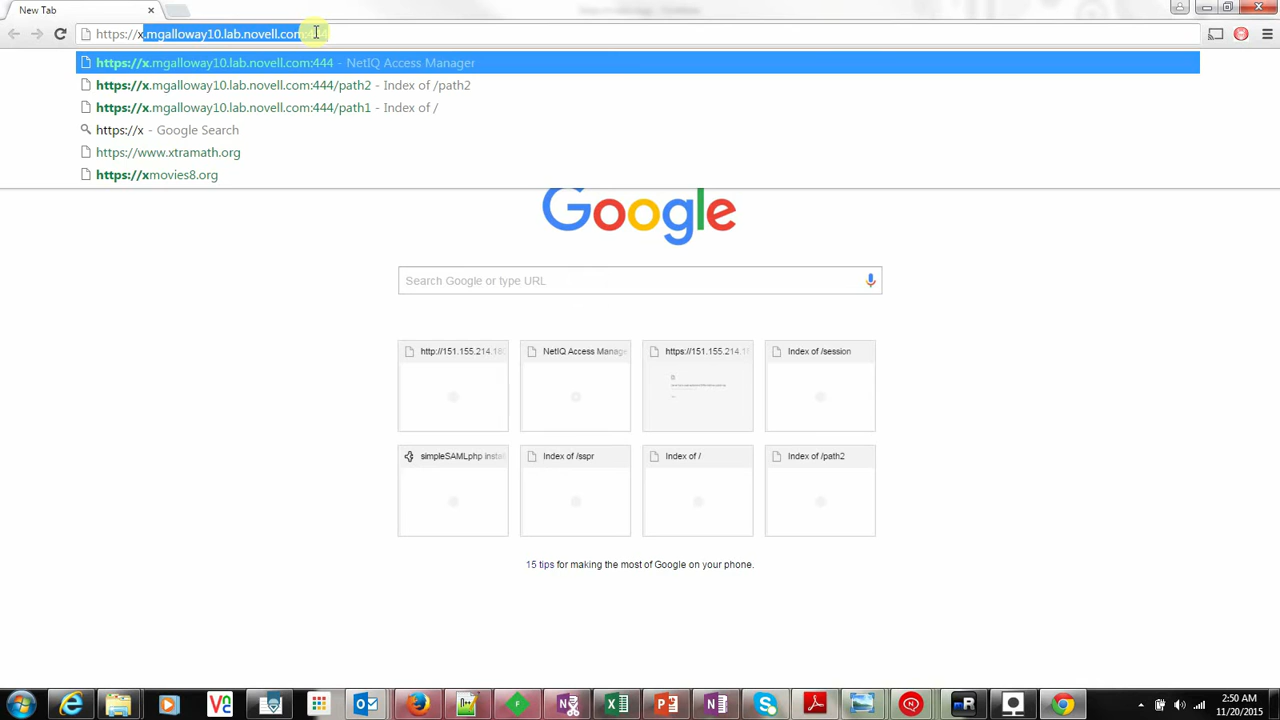 New Tab
https://x.mgalloway10.lab.novell.com:444
https://x.mgalloway10.lab.novell.com:444 - NetIQ Access Manager
https://x.mgalloway10.lab.novell.com:444/path2 - Index of /path2
https://x.mgalloway10.lab.novell.com:444/path1 - Index of /
https://x - Google Search
https://www.xtramath.org
https://xmovies8.org
Google
Search Google or type URL
http://151.155.214.180
NetIQ Access Manage
https://151.155.214.1
Index of /session
simpleSAMLphp instal
Index of /sspr
Index of /
Index of /path2
15 tips for making the most of Google on your phone.
2:50 AM
11/20/2015